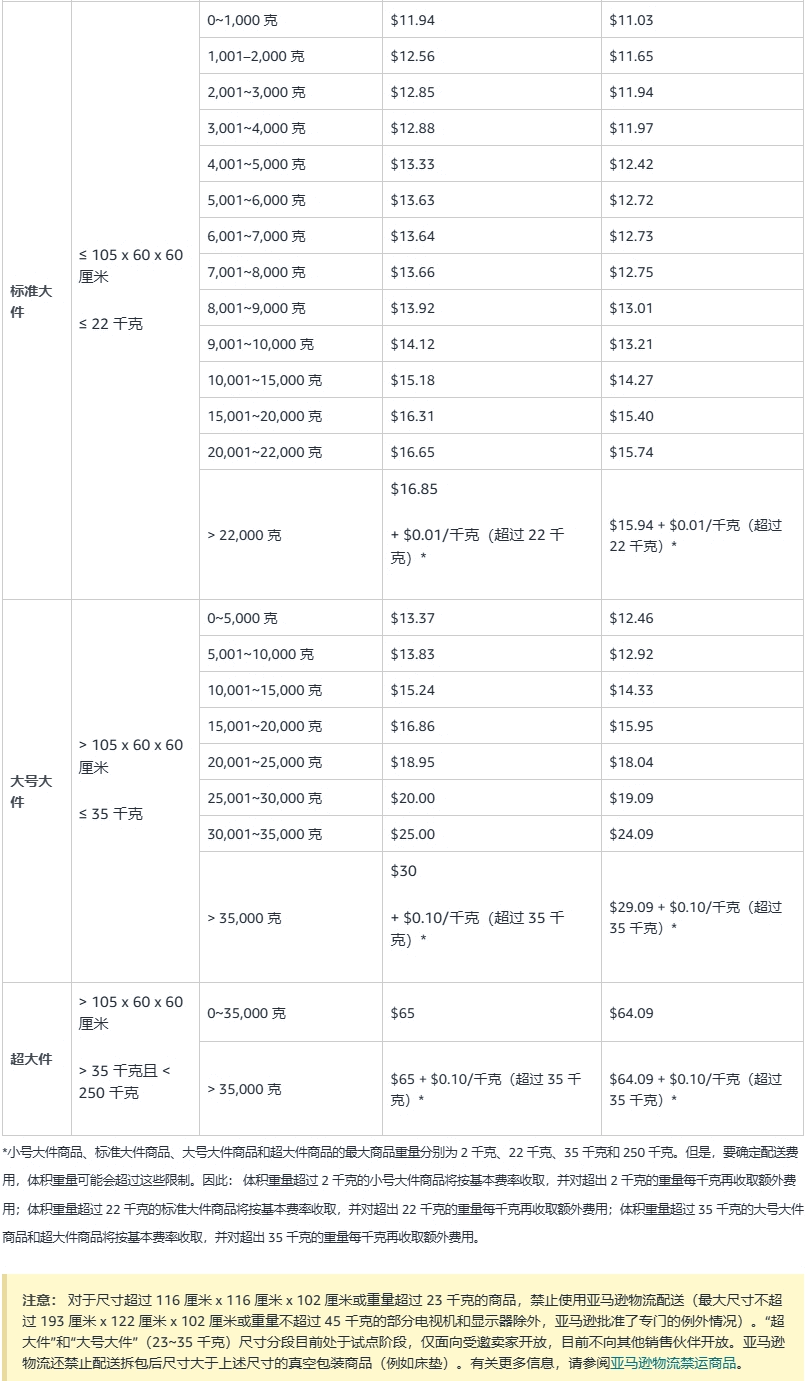 0~1,000 克 $11.94 $11.03
1,001–2,000 克 $12.56 $11.65
2,001~3,000 克 $12.85 $11.94
3,001~4,000 克 $12.88 $11.97
4,001~5,000 克 $13.33 $12.42
5,001~6,000 克 $13.63 $12.72
6,001~7,000 克 $13.64 $12.73
≤ 105 x 60 x 60
厘米
7,001~8,000 克 $13.66 $12.75
标准大
件
8,001~9,000 克 $13.92 $13.01
≤ 22 千克
9,001~10,000 克 $14.12 $13.21
10,001~15,000 克 $15.18 $14.27
15,001~20,000 克 $16.31 $15.40
20,001~22,000 克 $16.65 $15.74
> 22,000 克
$16.85
+ $0.01/千克（超过 22 千
克）*
$15.94 + $0.01/千克（超过
22 千克）*
0~5,000 克 $13.37 $12.46
5,001~10,000 克 $13.83 $12.92
10,001~15,000 克 $15.24 $14.33
15,001~20,000 克 $16.86 $15.95
> 105 x 60 x 60
厘米
20,001~25,000 克 $18.95 $18.04
大号大
件
25,001~30,000 克 $20.00 $19.09
≤ 35 千克
30,001~35,000 克 $25.00 $24.09
> 35,000 克
$30
+ $0.10/千克（超过 35 千
克）*
$29.09 + $0.10/千克（超过
35 千克）*
超大件
> 105 x 60 x 60
厘米
> 35 千克且 <
250 千克
0~35,000 克 $65 $64.09
> 35,000 克
$65 + $0.10/千克（超过 35 千
克）*
$64.09 + $0.10/千克（超过
35 千克）*
*小号大件商品、标准大件商品、大号大件商品和超大件商品的最大商品重量分别为 2 千克、22 千克、35 千克和 250 千克。但是，要确定配送费
用，体积重量可能会超过这些限制。因此： 体积重量超过 2 千克的小号大件商品将按基本费率收取，并对超出 2 千克的重量每千克再收取额外费
用；体积重量超过 22 千克的标准大件商品将按基本费率收取，并对超出 22 千克的重量每千克再收取额外费用；体积重量超过 35 千克的大号大件
商品和超大件商品将按基本费率收取，并对超出 35 千克的重量每千克再收取额外费用。
注意： 对于尺寸超过 116 厘米 x 116 厘米 x 102 厘米或重量超过 23 千克的商品，禁止使用亚马逊物流配送（最大尺寸不超
过 193 厘米 x 122 厘米 x 102 厘米或重量不超过 45 千克的部分电视机和显示器除外，亚马逊批准了专门的例外情况）。“超
大件”和“大号大件”（23~35 千克）尺寸分段目前处于试点阶段，仅面向受邀卖家开放，目前不向其他销售伙伴开放。亚马逊
物流还禁止配送拆包后尺寸大于上述尺寸的真空包装商品（例如床垫）。有关更多信息，请参阅亚马逊物流禁运商品。